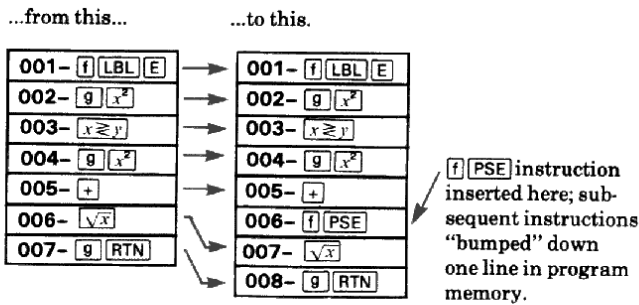 ...from this...
...to this.
001– f LBL E
002– g x²
003– x≷y
004– g x²
005– +
006– √x
007– g RTN
001– f LBL E
002– g x²
003– x≷y
004– g x²
005– +
006– f PSE
007– √x
008– g RTN
f PSE instruction
inserted here; sub-
sequent instructions
“bumped” down
one line in program
memory.